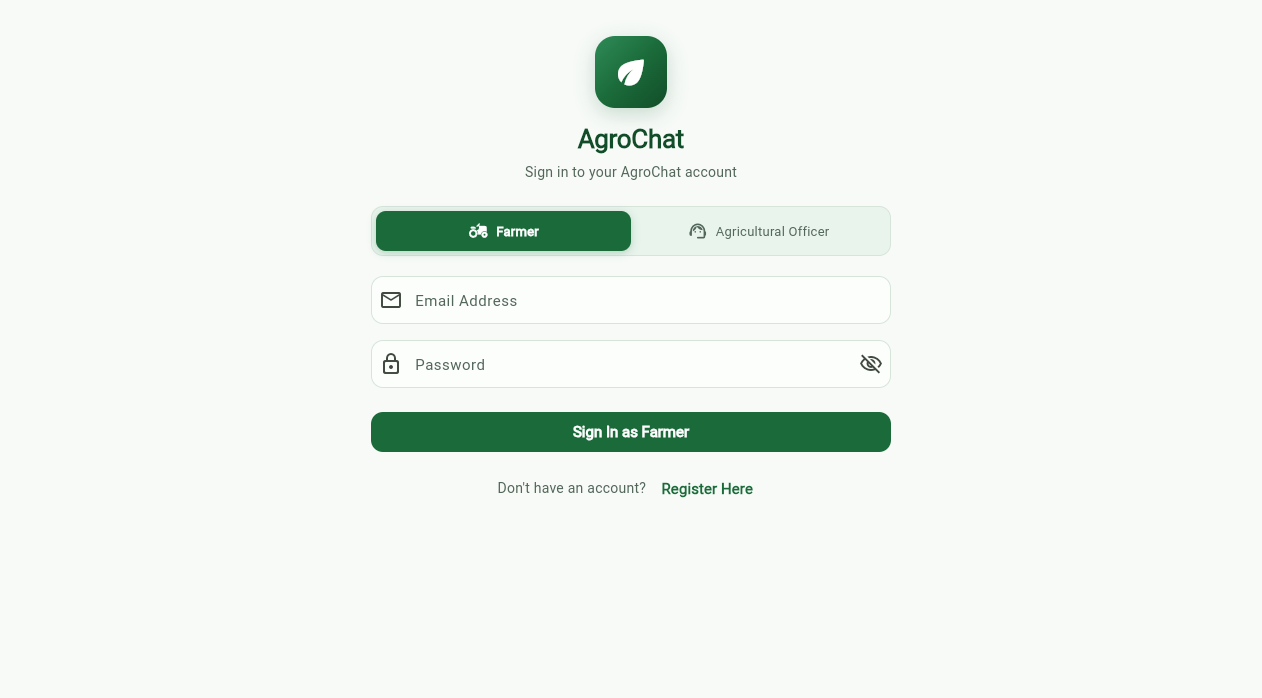 AgroChat
Sign in to your AgroChat account
Farmer
Agricultural Officer
Email Address
Password
Sign In as Farmer
Don't have an account? Register Here